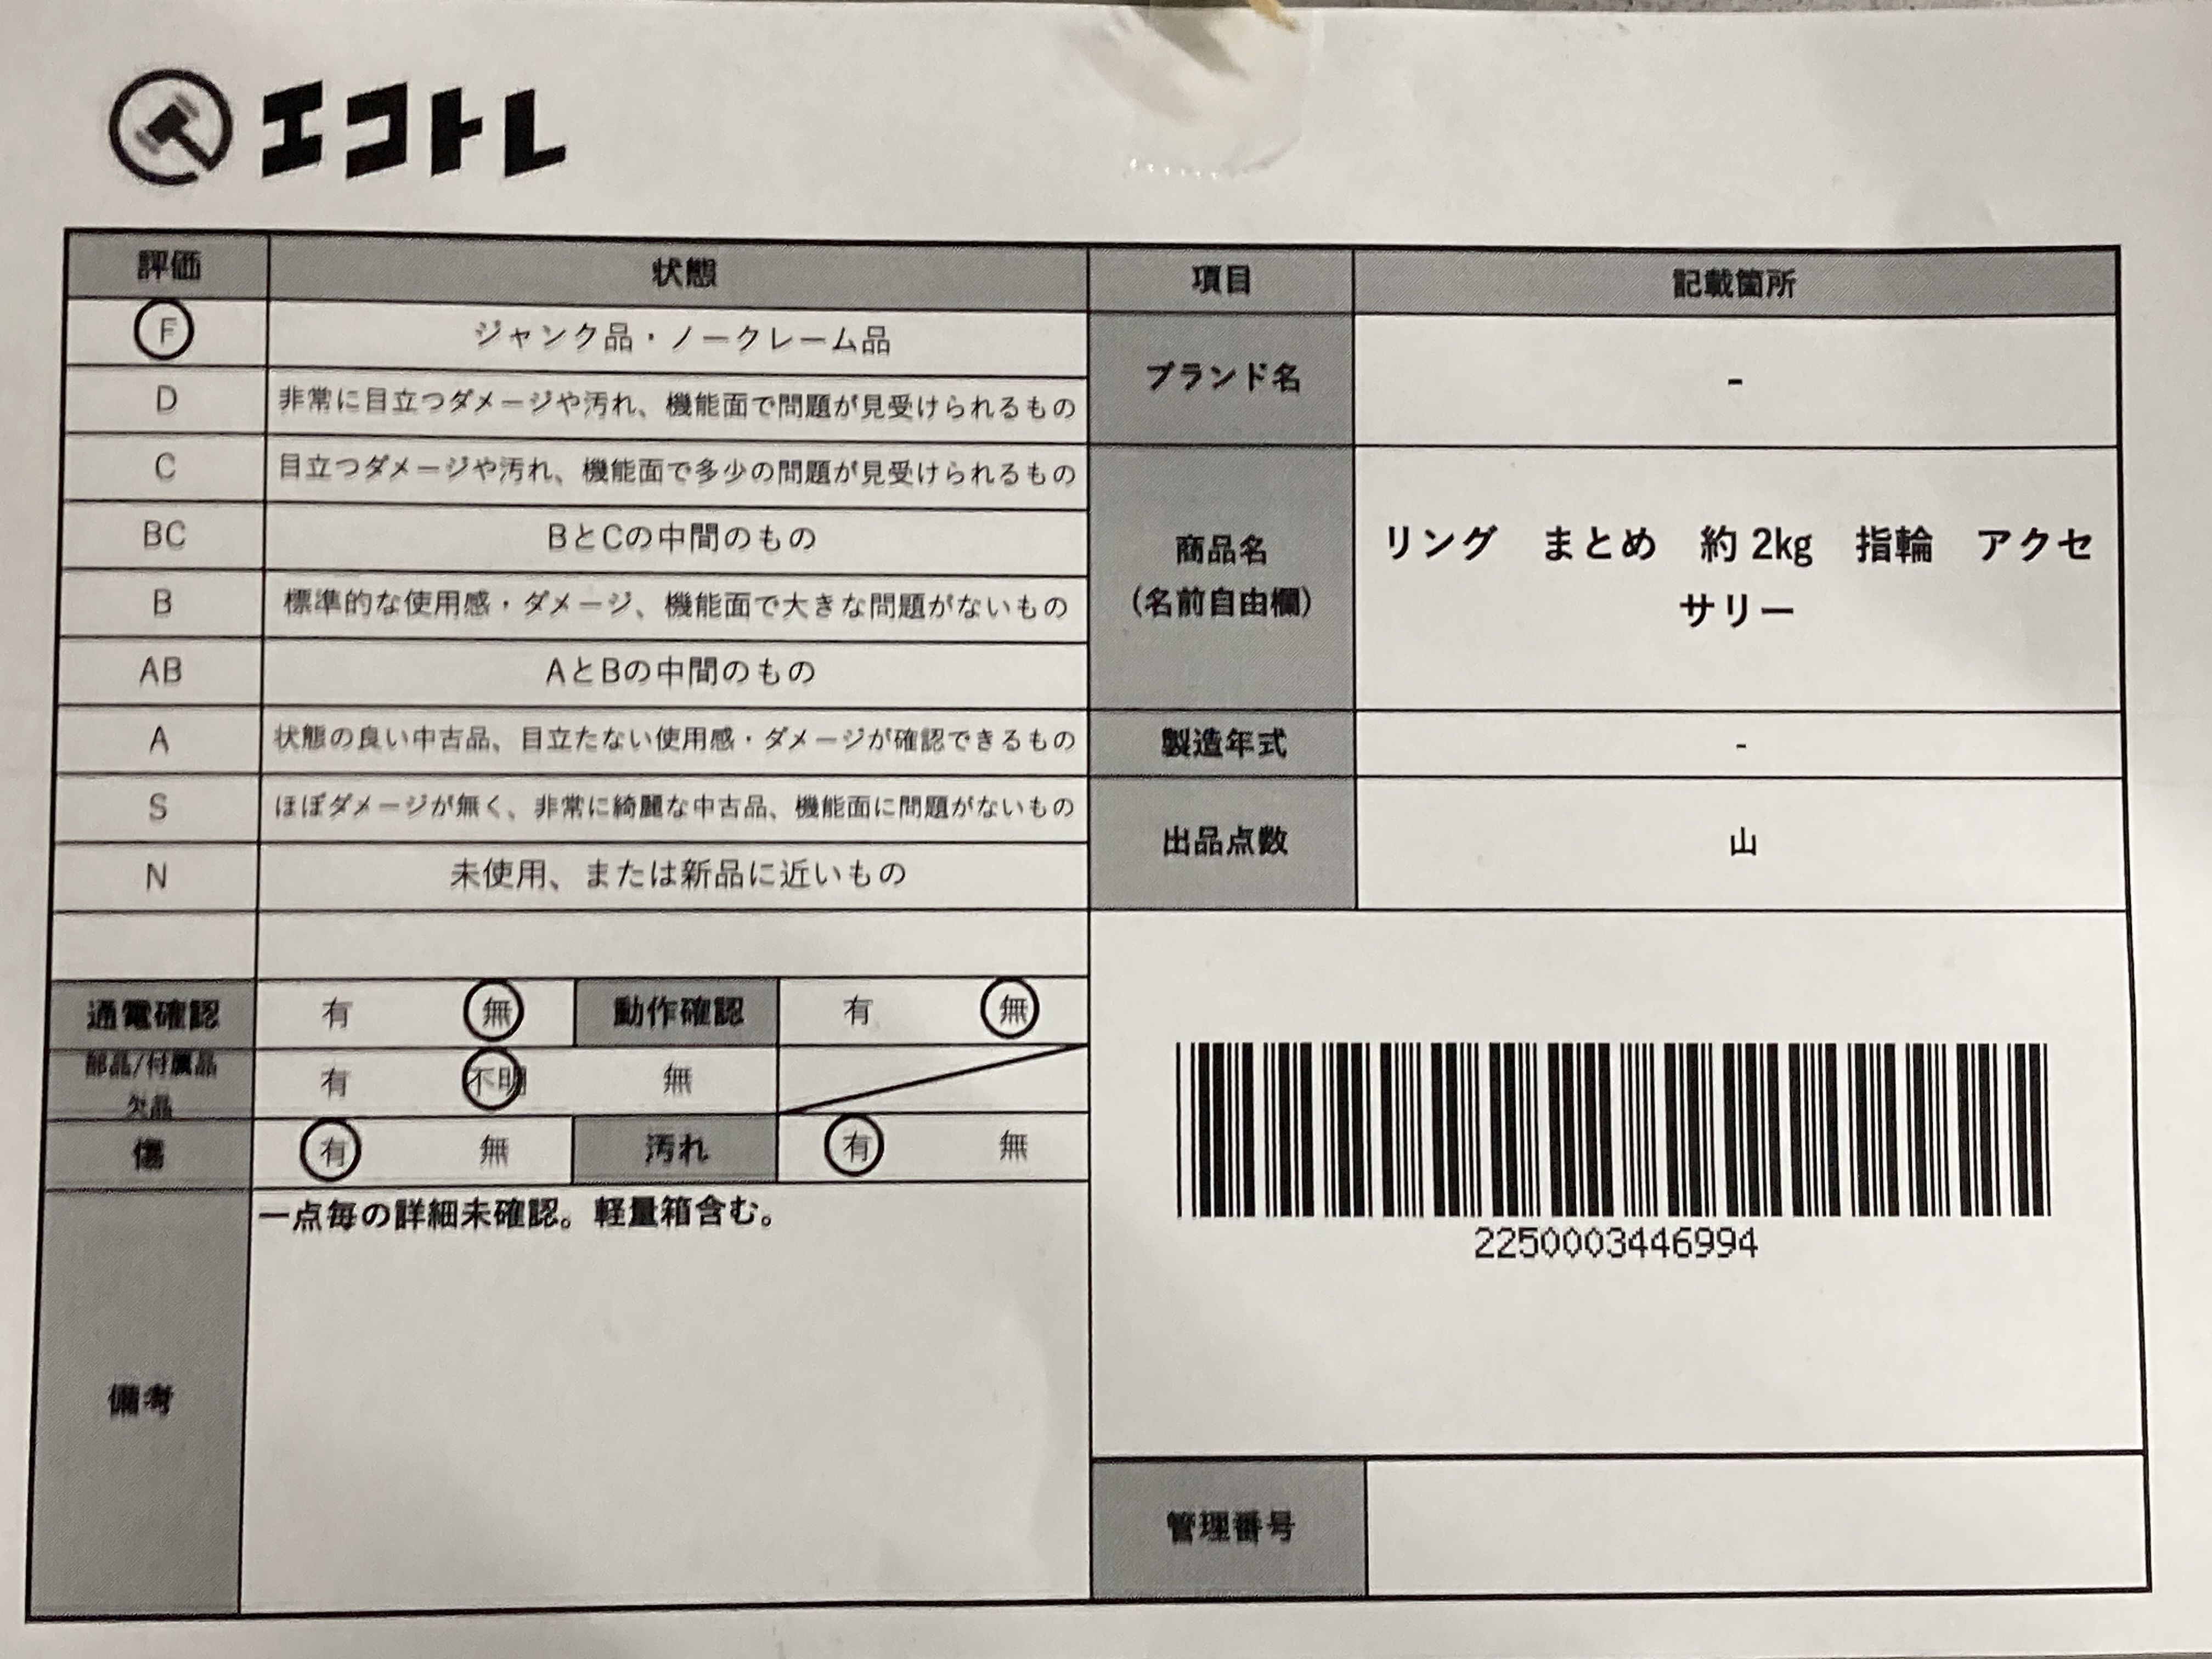 エコトレ
評価 状態 項目 記載箇所
F ジャンク品・ノークレーム品
D 非常に目立つダメージや汚れ、機能面で問題が見受けられるもの
ブランド名 -
C 目立つダメージや汚れ、機能面で多少の問題が見受けられるもの
BC BとCの中間のもの
B 標準的な使用感・ダメージ、機能面で大きな問題がないもの
商品名
(名前自由欄)
リング まとめ 約2kg 指輪 アクセ
サリー
AB AとBの中間のもの
A 状態の良い中古品、目立たない使用感・ダメージが確認できるもの
製造年式 -
S ほぼダメージが無く、非常に綺麗な中古品、機能面に問題がないもの
出品点数 山
N 未使用、または新品に近いもの
通電確認 有 無 動作確認 有 無
部品/付属品
欠品
有 不明 無
傷 有 無 汚れ 有 無
備考
一点毎の詳細未確認。軽量箱含む。
2250003446994
管理番号